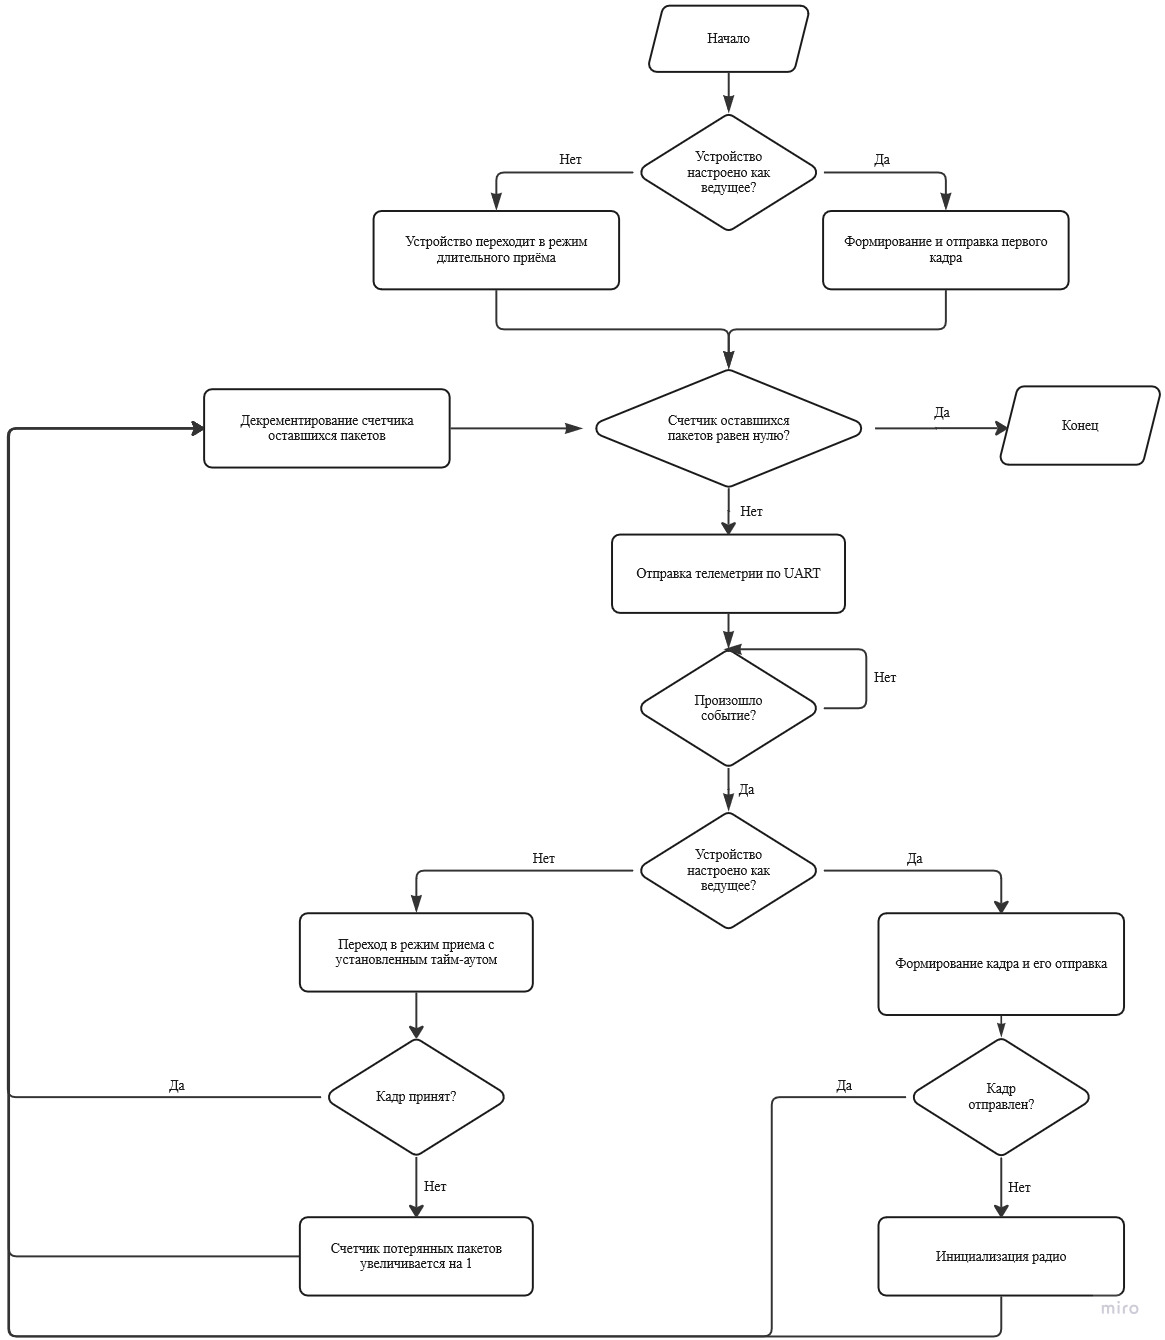 Начало
Устройство
настроено как
ведущее?
Нет
Да
Устройство переходит в режим
длительного приёма
Формирование и отправка первого
кадра
Декрементирование счетчика
оставшихся пакетов
Счетчик оставшихся
пакетов равен нулю?
Да
Конец
Нет
Отправка телеметрии по UART
Произошло
событие?
Нет
Да
Устройство
настроено как
ведущее?
Нет
Да
Переход в режим приема с
установленным тайм-аутом
Формирование кадра и его отправка
Кадр принят?
Да
Кадр
отправлен?
Да
Нет
Нет
Счетчик потерянных пакетов
увеличивается на 1
Инициализация радио
miro